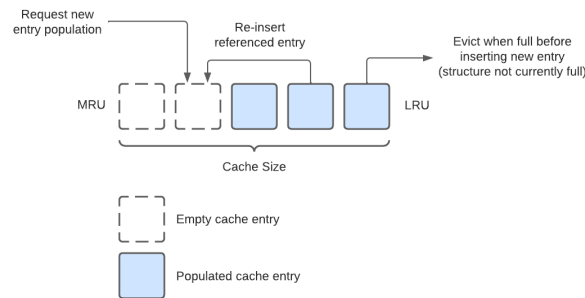 Request new
entry population
Re-insert
referenced entry
Evict when full before
inserting new entry
(structure not currently full)
MRU
LRU
Cache Size
Empty cache entry
Populated cache entry